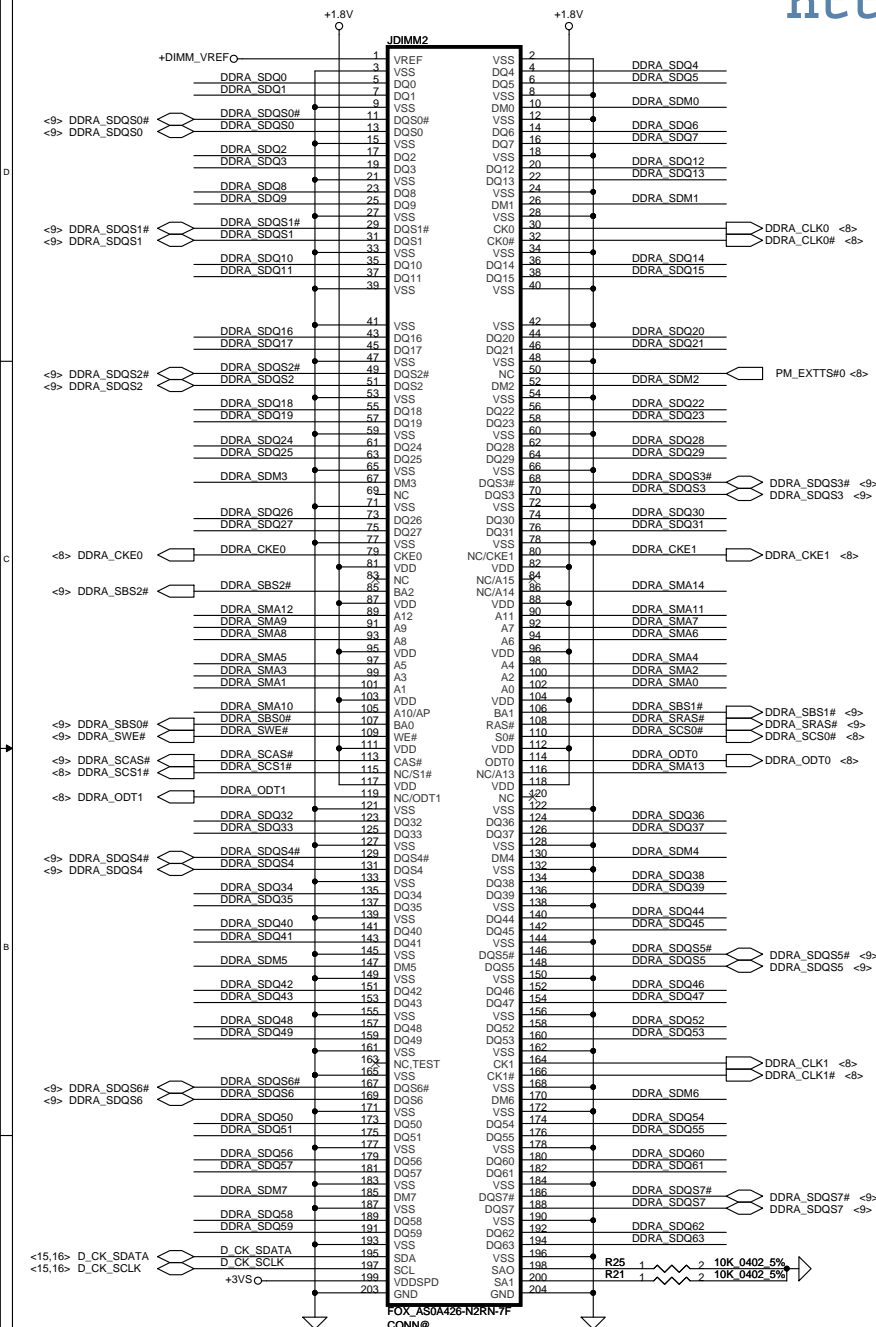 +1.8V +1.8V
JDIMM2
+DIMM_VREF 1 VREF VSS 2
3 VSS DQ4 4 DDRA_SDQ4
DDRA_SDQ0 5 DQ0 DQ5 6 DDRA_SDQ5
DDRA_SDQ1 7 DQ1 VSS 8
9 VSS DM0 10 DDRA_SDM0
<9> DDRA_SDQS0# DDRA_SDQS0# 11 DQS0# VSS 12
<9> DDRA_SDQS0 DDRA_SDQS0 13 DQS0 DQ6 14 DDRA_SDQ6
15 VSS DQ7 16 DDRA_SDQ7
DDRA_SDQ2 17 DQ2 VSS 18
DDRA_SDQ3 19 DQ3 DQ12 20 DDRA_SDQ12
D
21 VSS DQ13 22 DDRA_SDQ13
DDRA_SDQ8 23 DQ8 VSS 24
DDRA_SDQ9 25 DQ9 DM1 26 DDRA_SDM1
27 VSS VSS 28
<9> DDRA_SDQS1# DDRA_SDQS1# 29 DQS1# CK0 30 DDRA_CLK0 <8>
<9> DDRA_SDQS1 DDRA_SDQS1 31 DQS1 CK0# 32 DDRA_CLK0# <8>
33 VSS VSS 34
DDRA_SDQ10 35 DQ10 DQ14 36 DDRA_SDQ14
DDRA_SDQ11 37 DQ11 DQ15 38 DDRA_SDQ15
39 VSS VSS 40
41 VSS VSS 42
DDRA_SDQ16 43 DQ16 DQ20 44 DDRA_SDQ20
DDRA_SDQ17 45 DQ17 DQ21 46 DDRA_SDQ21
47 VSS VSS 48
<9> DDRA_SDQS2# DDRA_SDQS2# 49 DQS2# NC 50 PM_EXTTS#0 <8>
<9> DDRA_SDQS2 DDRA_SDQS2 51 DQS2 DM2 52 DDRA_SDM2
53 VSS VSS 54
DDRA_SDQ18 55 DQ18 DQ22 56 DDRA_SDQ22
DDRA_SDQ19 57 DQ19 DQ23 58 DDRA_SDQ23
59 VSS VSS 60
DDRA_SDQ24 61 DQ24 DQ28 62 DDRA_SDQ28
DDRA_SDQ25 63 DQ25 DQ29 64 DDRA_SDQ29
65 VSS VSS 66
DDRA_SDM3 67 DM3 DQS3# 68 DDRA_SDQS3# DDRA_SDQS3# <9>
69 NC DQS3 70 DDRA_SDQS3 DDRA_SDQS3 <9>
71 VSS VSS 72
DDRA_SDQ26 73 DQ26 DQ30 74 DDRA_SDQ30
DDRA_SDQ27 75 DQ27 DQ31 76 DDRA_SDQ31
77 VSS VSS 78
C
<8> DDRA_CKE0 DDRA_CKE0 79 CKE0 NC/CKE1 80 DDRA_CKE1 DDRA_CKE1 <8>
81 VDD VDD 82
83 NC NC/A15 84
<9> DDRA_SBS2# DDRA_SBS2# 85 BA2 NC/A14 86 DDRA_SMA14
87 VDD VDD 88
DDRA_SMA12 89 A12 A11 90 DDRA_SMA11
DDRA_SMA9 91 A9 A7 92 DDRA_SMA7
DDRA_SMA8 93 A8 A6 94 DDRA_SMA6
95 VDD VDD 96
DDRA_SMA5 97 A5 A4 98 DDRA_SMA4
DDRA_SMA3 99 A3 A2 100 DDRA_SMA2
DDRA_SMA1 101 A1 A0 102 DDRA_SMA0
103 VDD VDD 104
DDRA_SMA10 105 A10/AP BA1 106 DDRA_SBS1# DDRA_SBS1# <9>
<9> DDRA_SBS0# DDRA_SBS0# 107 BA0 RAS# 108 DDRA_SRAS# DDRA_SRAS# <9>
<9> DDRA_SWE# DDRA_SWE# 109 WE# S0# 110 DDRA_SCS0# DDRA_SCS0# <8>
111 VDD VDD 112
<9> DDRA_SCAS# DDRA_SCAS# 113 CAS# ODT0 114 DDRA_ODT0 DDRA_ODT0 <8>
<8> DDRA_SCS1# DDRA_SCS1# 115 NC/S1# NC/A13 116 DDRA_SMA13
117 VDD VDD 118
<8> DDRA_ODT1 DDRA_ODT1 119 NC/ODT1 NC 120
121 VSS VSS 122
DDRA_SDQ32 123 DQ32 DQ36 124 DDRA_SDQ36
DDRA_SDQ33 125 DQ33 DQ37 126 DDRA_SDQ37
127 VSS VSS 128
<9> DDRA_SDQS4# DDRA_SDQS4# 129 DQS4# DM4 130 DDRA_SDM4
<9> DDRA_SDQS4 DDRA_SDQS4 131 DQS4 VSS 132
133 VSS DQ38 134 DDRA_SDQ38
DDRA_SDQ34 135 DQ34 DQ39 136 DDRA_SDQ39
DDRA_SDQ35 137 DQ35 VSS 138
139 VSS DQ44 140 DDRA_SDQ44
DDRA_SDQ40 141 DQ40 DQ45 142 DDRA_SDQ45
DDRA_SDQ41 143 DQ41 VSS 144
B
145 VSS DQS5# 146 DDRA_SDQS5# DDRA_SDQS5# <9>
DDRA_SDM5 147 DM5 DQS5 148 DDRA_SDQS5 DDRA_SDQS5 <9>
149 VSS VSS 150
DDRA_SDQ42 151 DQ42 DQ46 152 DDRA_SDQ46
DDRA_SDQ43 153 DQ43 DQ47 154 DDRA_SDQ47
155 VSS VSS 156
DDRA_SDQ48 157 DQ48 DQ52 158 DDRA_SDQ52
DDRA_SDQ49 159 DQ49 DQ53 160 DDRA_SDQ53
161 VSS VSS 162
163 NC,TEST CK1 164 DDRA_CLK1 <8>
165 VSS CK1# 166 DDRA_CLK1# <8>
<9> DDRA_SDQS6# DDRA_SDQS6# 167 DQS6# VSS 168
<9> DDRA_SDQS6 DDRA_SDQS6 169 DQS6 DM6 170 DDRA_SDM6
171 VSS VSS 172
DDRA_SDQ50 173 DQ50 DQ54 174 DDRA_SDQ54
DDRA_SDQ51 175 DQ51 DQ55 176 DDRA_SDQ55
177 VSS VSS 178
DDRA_SDQ56 179 DQ56 DQ60 180 DDRA_SDQ60
DDRA_SDQ57 181 DQ57 DQ61 182 DDRA_SDQ61
183 VSS VSS 184
DDRA_SDM7 185 DM7 DQS7# 186 DDRA_SDQS7# DDRA_SDQS7# <9>
187 VSS DQS7 188 DDRA_SDQS7 DDRA_SDQS7 <9>
DDRA_SDQ58 189 DQ58 VSS 190
DDRA_SDQ59 191 DQ59 DQ62 192 DDRA_SDQ62
193 VSS DQ63 194 DDRA_SDQ63
<15,16> D_CK_SDATA D_CK_SDATA 195 SDA VSS 196
<15,16> D_CK_SCLK D_CK_SCLK 197 SCL SAO 198 R25 1 2 10K_0402_5%
+3VS 199 VDDSPD SA1 200 R21 1 2 10K_0402_5%
203 GND GND 204
FOX_AS0A426-N2RN-7F
CONN@